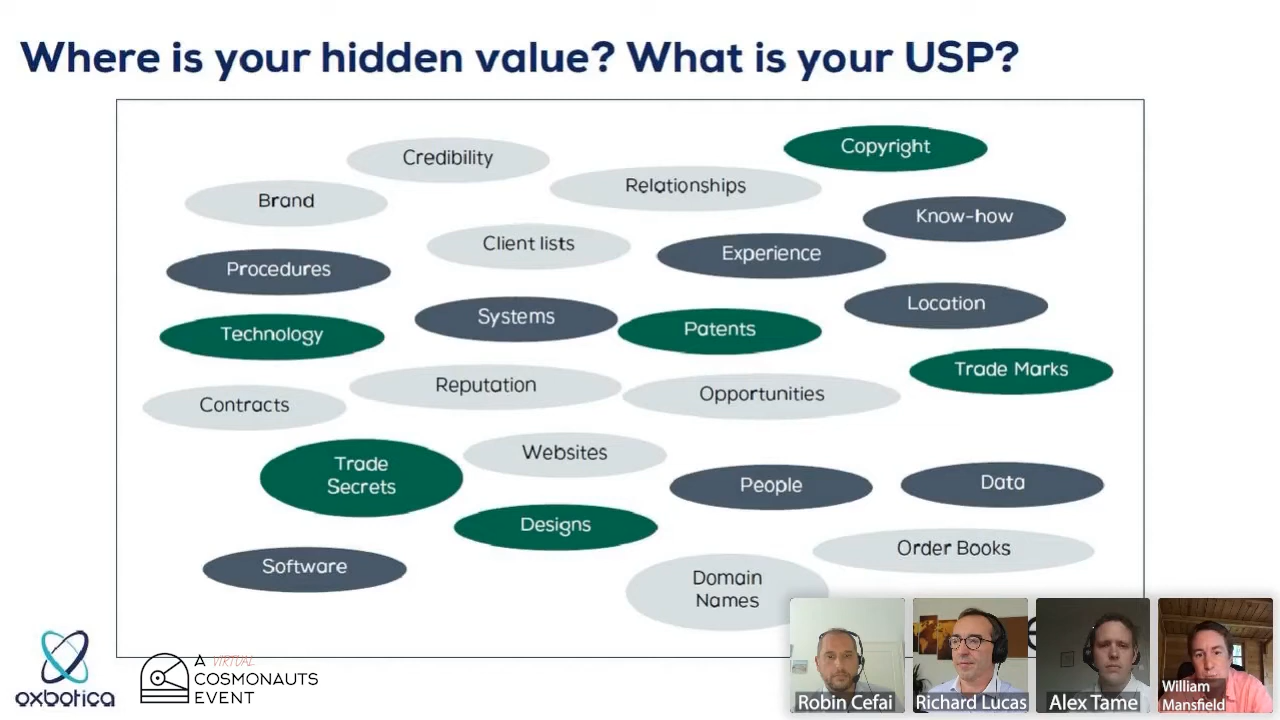 Where is your hidden value? What is your USP?
Credibility
Copyright
Relationships
Brand
Know-how
Client lists
Experience
Procedures
Location
Systems
Patents
Technology
Trade Marks
Reputation
Opportunities
Contracts
Websites
Trade
Secrets
People
Data
Designs
Order Books
Software
Domain
Names
oxbotica
A VIRTUAL
COSMONAUTS
EVENT
Robin Cefai
Richard Lucas
Alex Tame
William
Mansfield